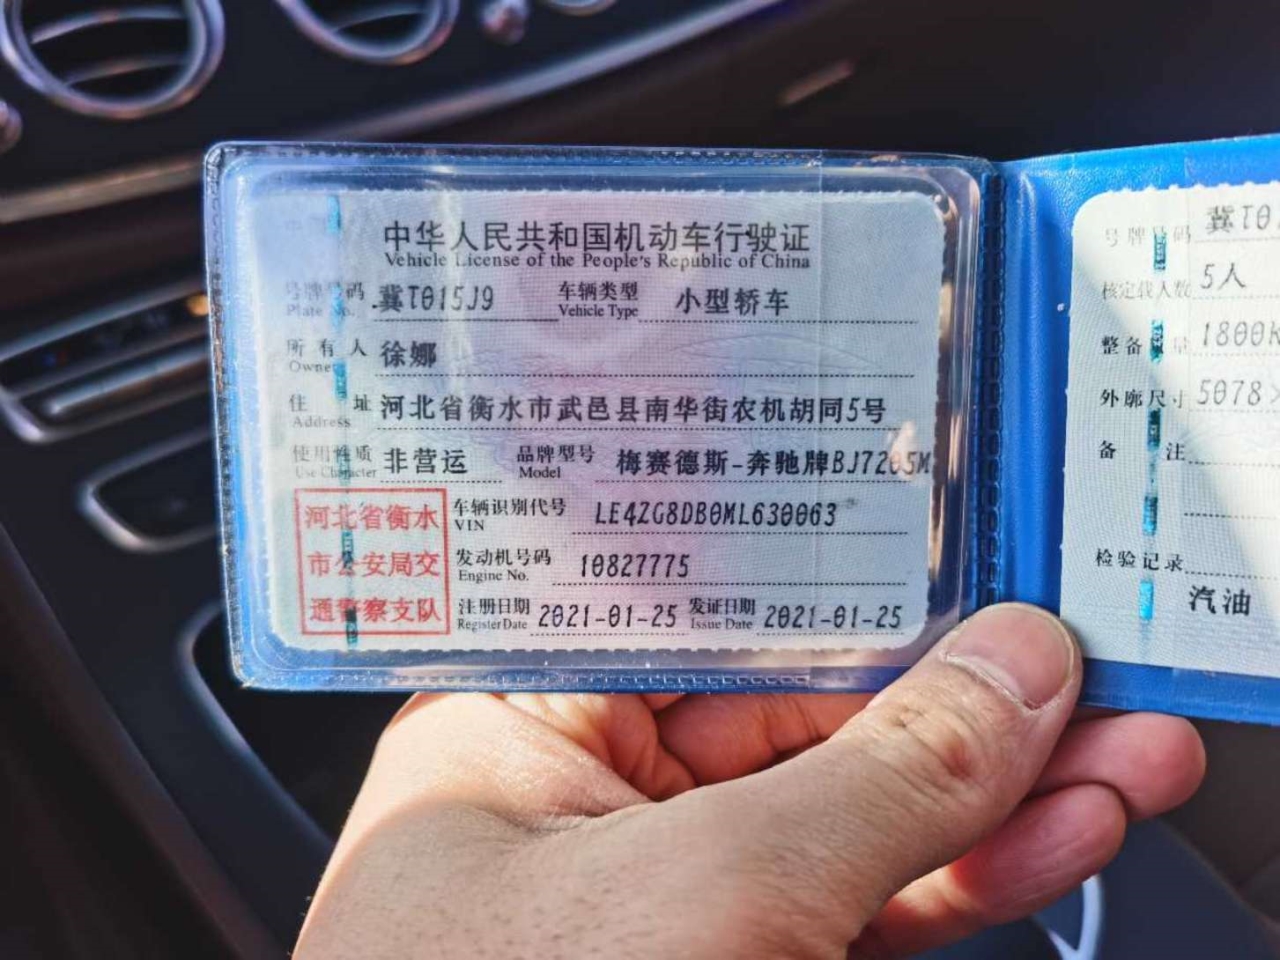 中华人民共和国机动车行驶证
Vehicle License of the People's Republic of China
号牌号码 冀T015J9 车辆类型 小型轿车
Plate No. Vehicle Type
所有人 徐娜
Owner
住址 河北省衡水市武邑县南华街农机胡同5号
Address
使用性质 非营运 品牌型号 梅赛德斯-奔驰牌BJ7205M
Use Character Model
河北省衡水
市公安局交
通警察支队
车辆识别代号 LE4ZG8DB0ML630063
VIN
发动机号码 10827775
Engine No.
注册日期 2021-01-25 发证日期 2021-01-25
Register Date Issue Date
号牌号码 冀T0
核定载人数 5人
整备质量 1800K
外廓尺寸 5078×
备注
检验记录
汽油